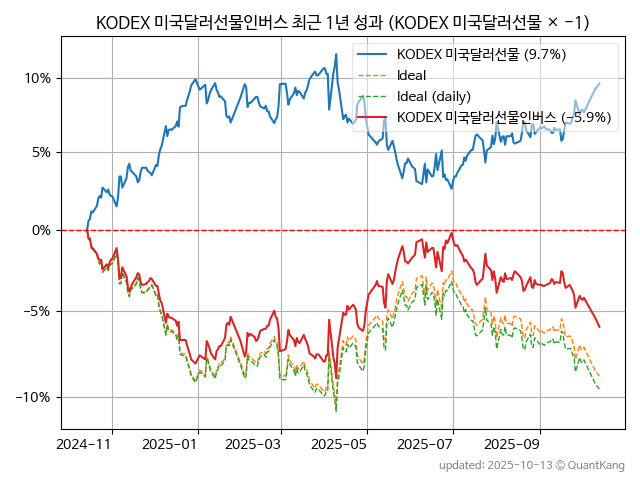 KODEX 미국달러선물인버스 최근 1년 성과 (KODEX 미국달러선물 × −1)
KODEX 미국달러선물 (9.7%)
Ideal
Ideal (daily)
KODEX 미국달러선물인버스 (−5.9%)
10%
5%
0%
−5%
−10%
2024-11
2025-01
2025-03
2025-05
2025-07
2025-09
updated: 2025-10-13 © QuantKang